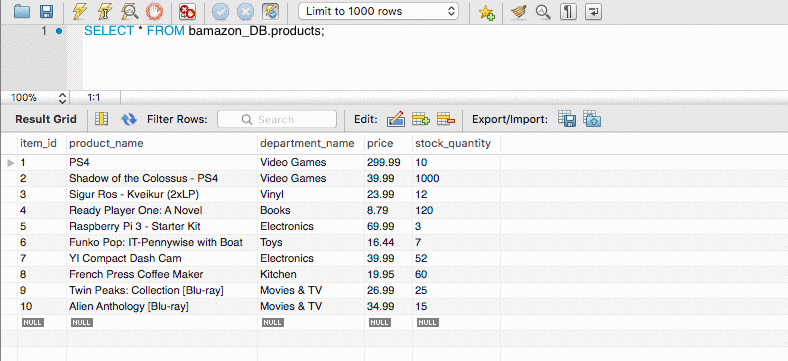 Limit to 1000 rows
1 SELECT * FROM bamazon_DB.products;
100% 1:1
Result Grid Filter Rows: Search Edit: Export/Import:
item_id product_name department_name price stock_quantity
1 PS4 Video Games 299.99 10
2 Shadow of the Colossus - PS4 Video Games 39.99 1000
3 Sigur Ros - Kveikur (2xLP) Vinyl 23.99 12
4 Ready Player One: A Novel Books 8.79 120
5 Raspberry Pi 3 - Starter Kit Electronics 69.99 3
6 Funko Pop: IT-Pennywise with Boat Toys 16.44 7
7 YI Compact Dash Cam Electronics 39.99 52
8 French Press Coffee Maker Kitchen 19.95 60
9 Twin Peaks: Collection [Blu-ray] Movies & TV 26.99 25
10 Alien Anthology [Blu-ray] Movies & TV 34.99 15
NULL NULL NULL NULL NULL